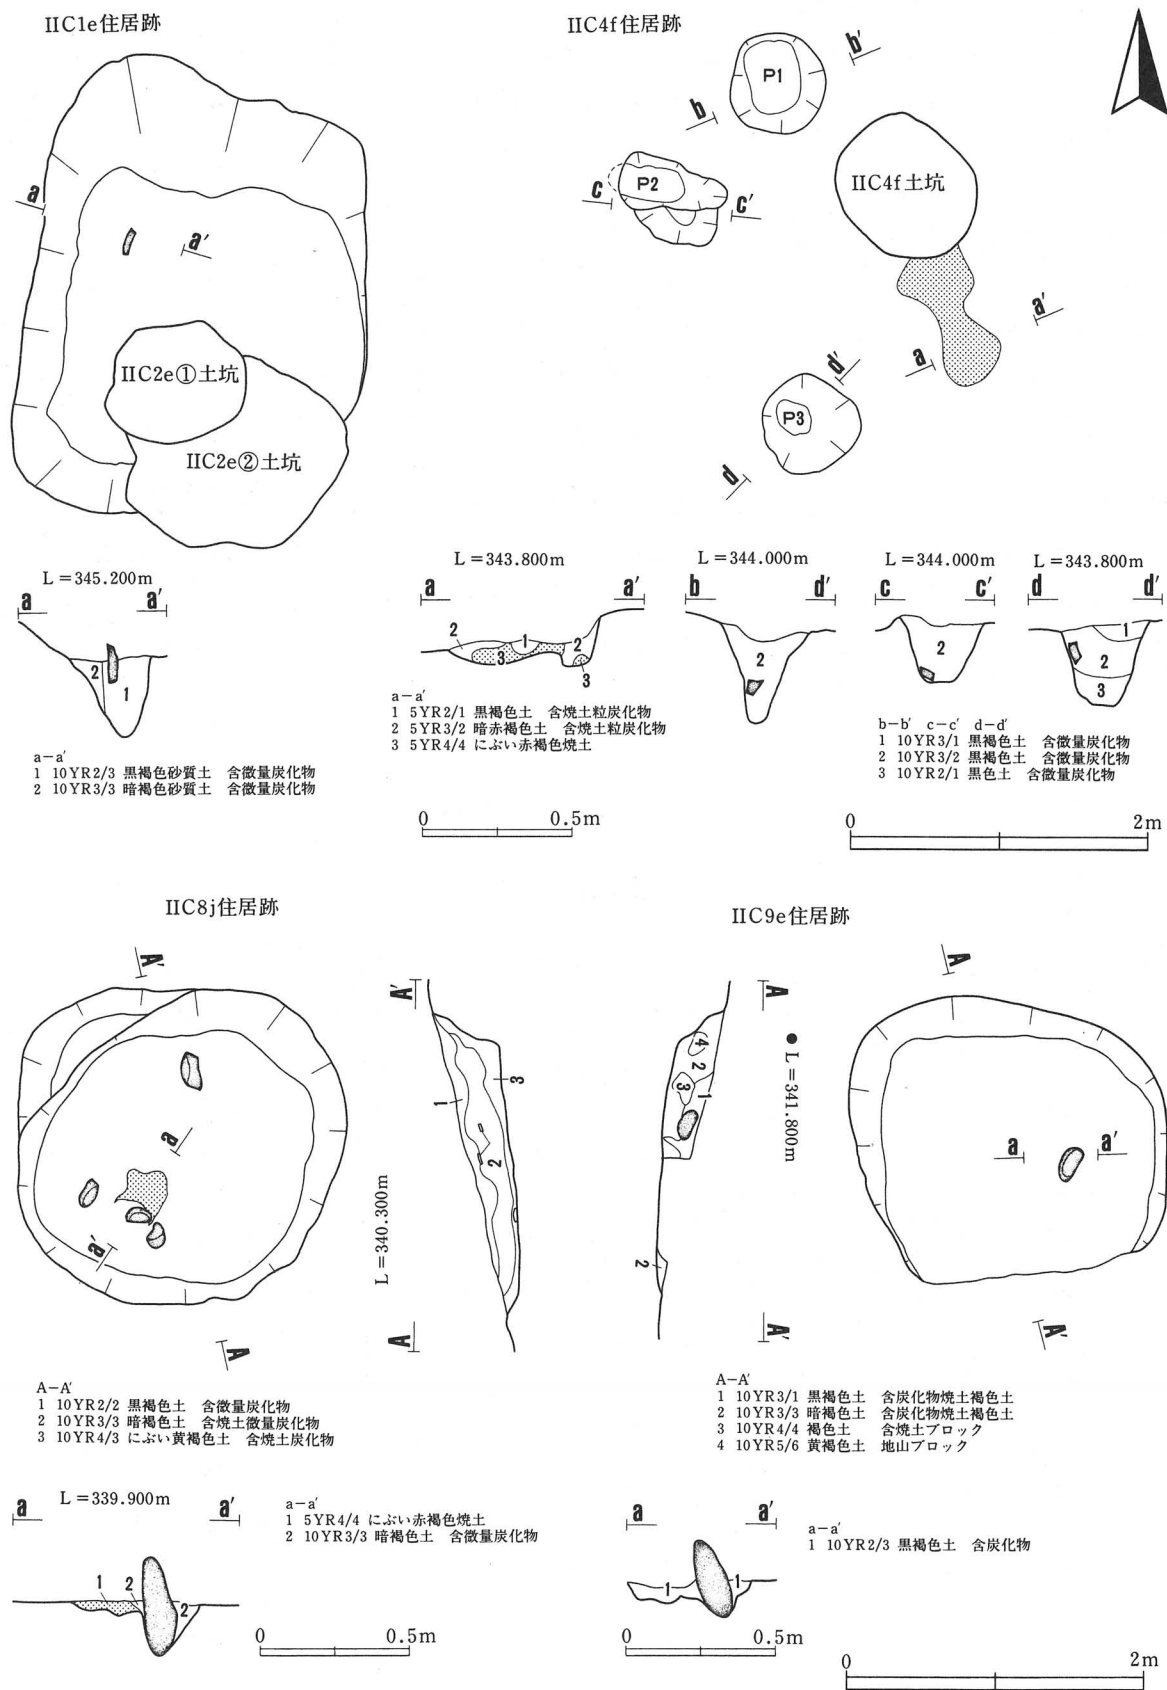 IIC1e住居跡
a
a′
IIC2e①土坑
IIC2e②土坑
L＝345.200m
a a′
2
1
a－a′
1 10YR2/3 黒褐色砂質土 含微量炭化物
2 10YR3/3 暗褐色砂質土 含微量炭化物
IIC4f住居跡
P1
b′
b
P2
c
c′
IIC4f土坑
a′
a
d′
P3
d
L＝343.800m
a a′
2 1 2
3
3
a－a′
1 5YR2/1 黒褐色土 含焼土粒炭化物
2 5YR3/2 暗赤褐色土 含焼土粒炭化物
3 5YR4/4 にぶい赤褐色焼土
0 0.5m
L＝344.000m
b d′
2
L＝344.000m
c c′
2
L＝343.800m
d d′
1
2
3
b－b′ c－c′ d－d′
1 10YR3/1 黒褐色土 含微量炭化物
2 10YR3/2 黒褐色土 含微量炭化物
3 10YR2/1 黒色土 含微量炭化物
0 2m
IIC8j住居跡
A′
a
a′
A
A′
3
1
2
L＝340.300m
A
A－A′
1 10YR2/2 黒褐色土 含微量炭化物
2 10YR3/3 暗褐色土 含焼土微量炭化物
3 10YR4/3 にぶい黄褐色土 含焼土炭化物
a L＝339.900m a′
1 2
2
a－a′
1 5YR4/4 にぶい赤褐色焼土
2 10YR3/3 暗褐色土 含微量炭化物
0 0.5m
IIC9e住居跡
A
4
2
3
1
L＝341.800m
2
A′
A
a a′
A′
A－A′
1 10YR3/1 黒褐色土 含炭化物焼土褐色土
2 10YR3/3 暗褐色土 含炭化物焼土褐色土
3 10YR4/4 褐色土 含焼土ブロック
4 10YR5/6 黄褐色土 地山ブロック
a a′
1 1
a－a′
1 10YR2/3 黒褐色土 含炭化物
0 0.5m
0 2m